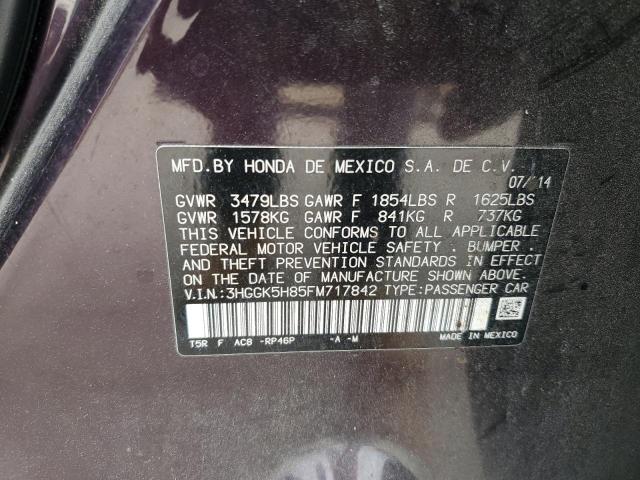 MFD.BY HONDA DE MEXICO S.A. DE C.V.
07/14
GVWR 3479LBS GAWR F 1854LBS R 1625LBS
GVWR 1578KG GAWR F 841KG R 737KG
THIS VEHICLE CONFORMS TO ALL APPLICABLE
FEDERAL MOTOR VEHICLE SAFETY . BUMPER .
AND THEFT PREVENTION STANDARDS IN EFFECT
ON THE DATE OF MANUFACTURE SHOWN ABOVE.
V.I.N.:3HGGK5H85FM717842 TYPE:PASSENGER CAR
T5R F AC8 -RP46P -A -M MADE IN MEXICO